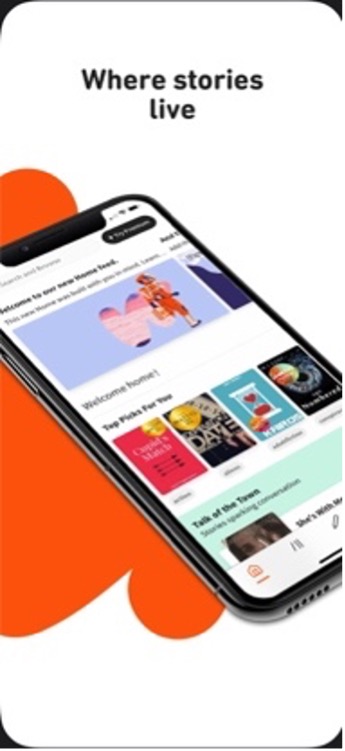 Where stories
live
Try Premium
Search and Browse
Welcome to our new Home feed.
This new Home was built with you in mind. Learn...
Welcome home!
Top Picks For You
Cupid's
Match
action
Talk of the Town
Stories sparking conversation
She's With Me